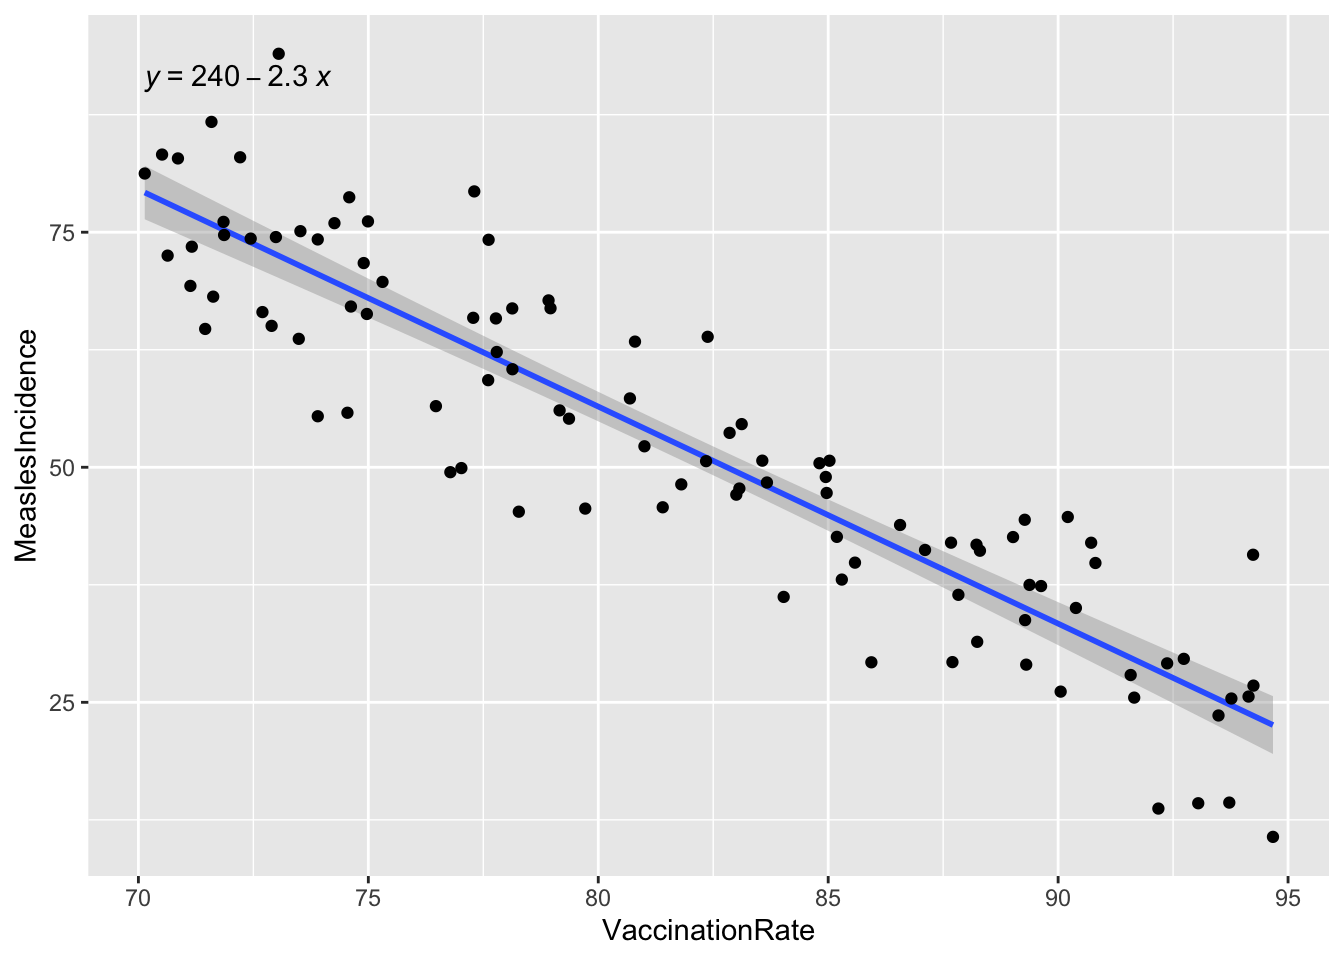 y = 240 – 2.3 x
75
50
25
MeaslesIncidence
70 75 80 85 90 95
VaccinationRate